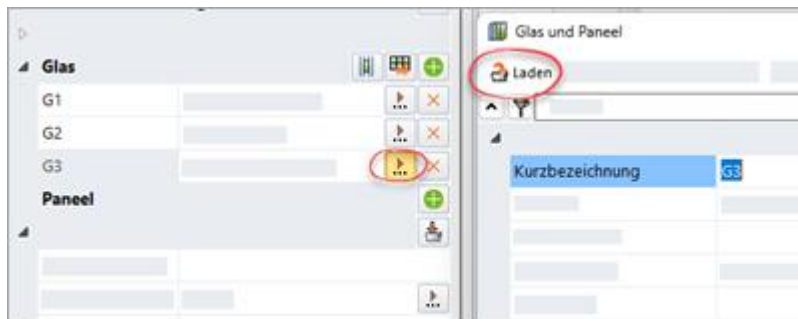 Glas
G1
G2
G3
Paneel
Glas und Paneel
Laden
Kurzbezeichnung G3